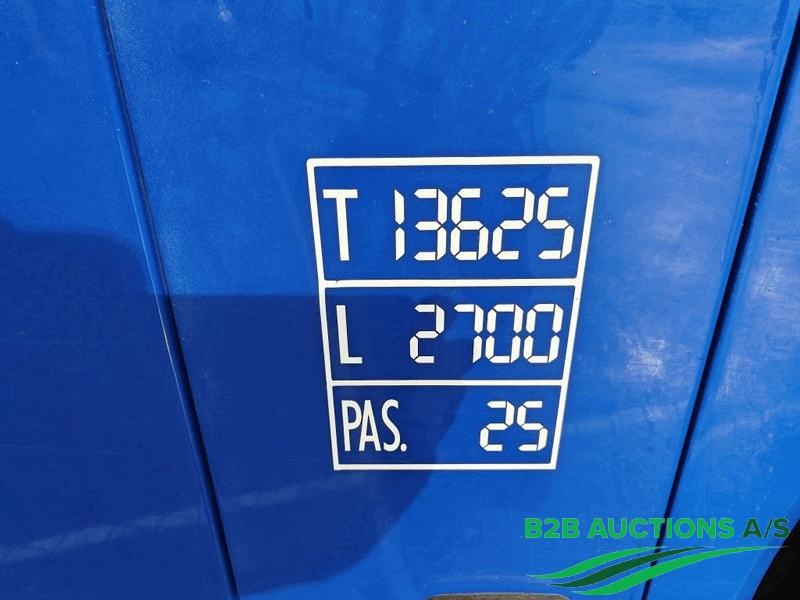 T 13625
L 2700
PAS. 25
B2B AUCTIONS A/S